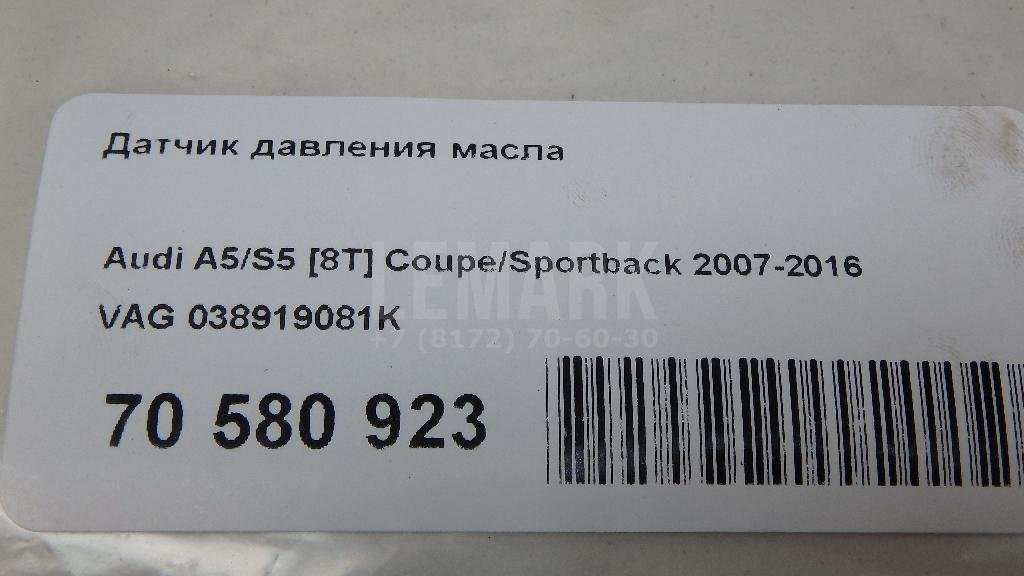 Датчик давления масла
Audi A5/S5 [8T] Coupe/Sportback 2007-2016
LEMARK
VAG 038919081K
+7 (8172) 70-60-30
70 580 923